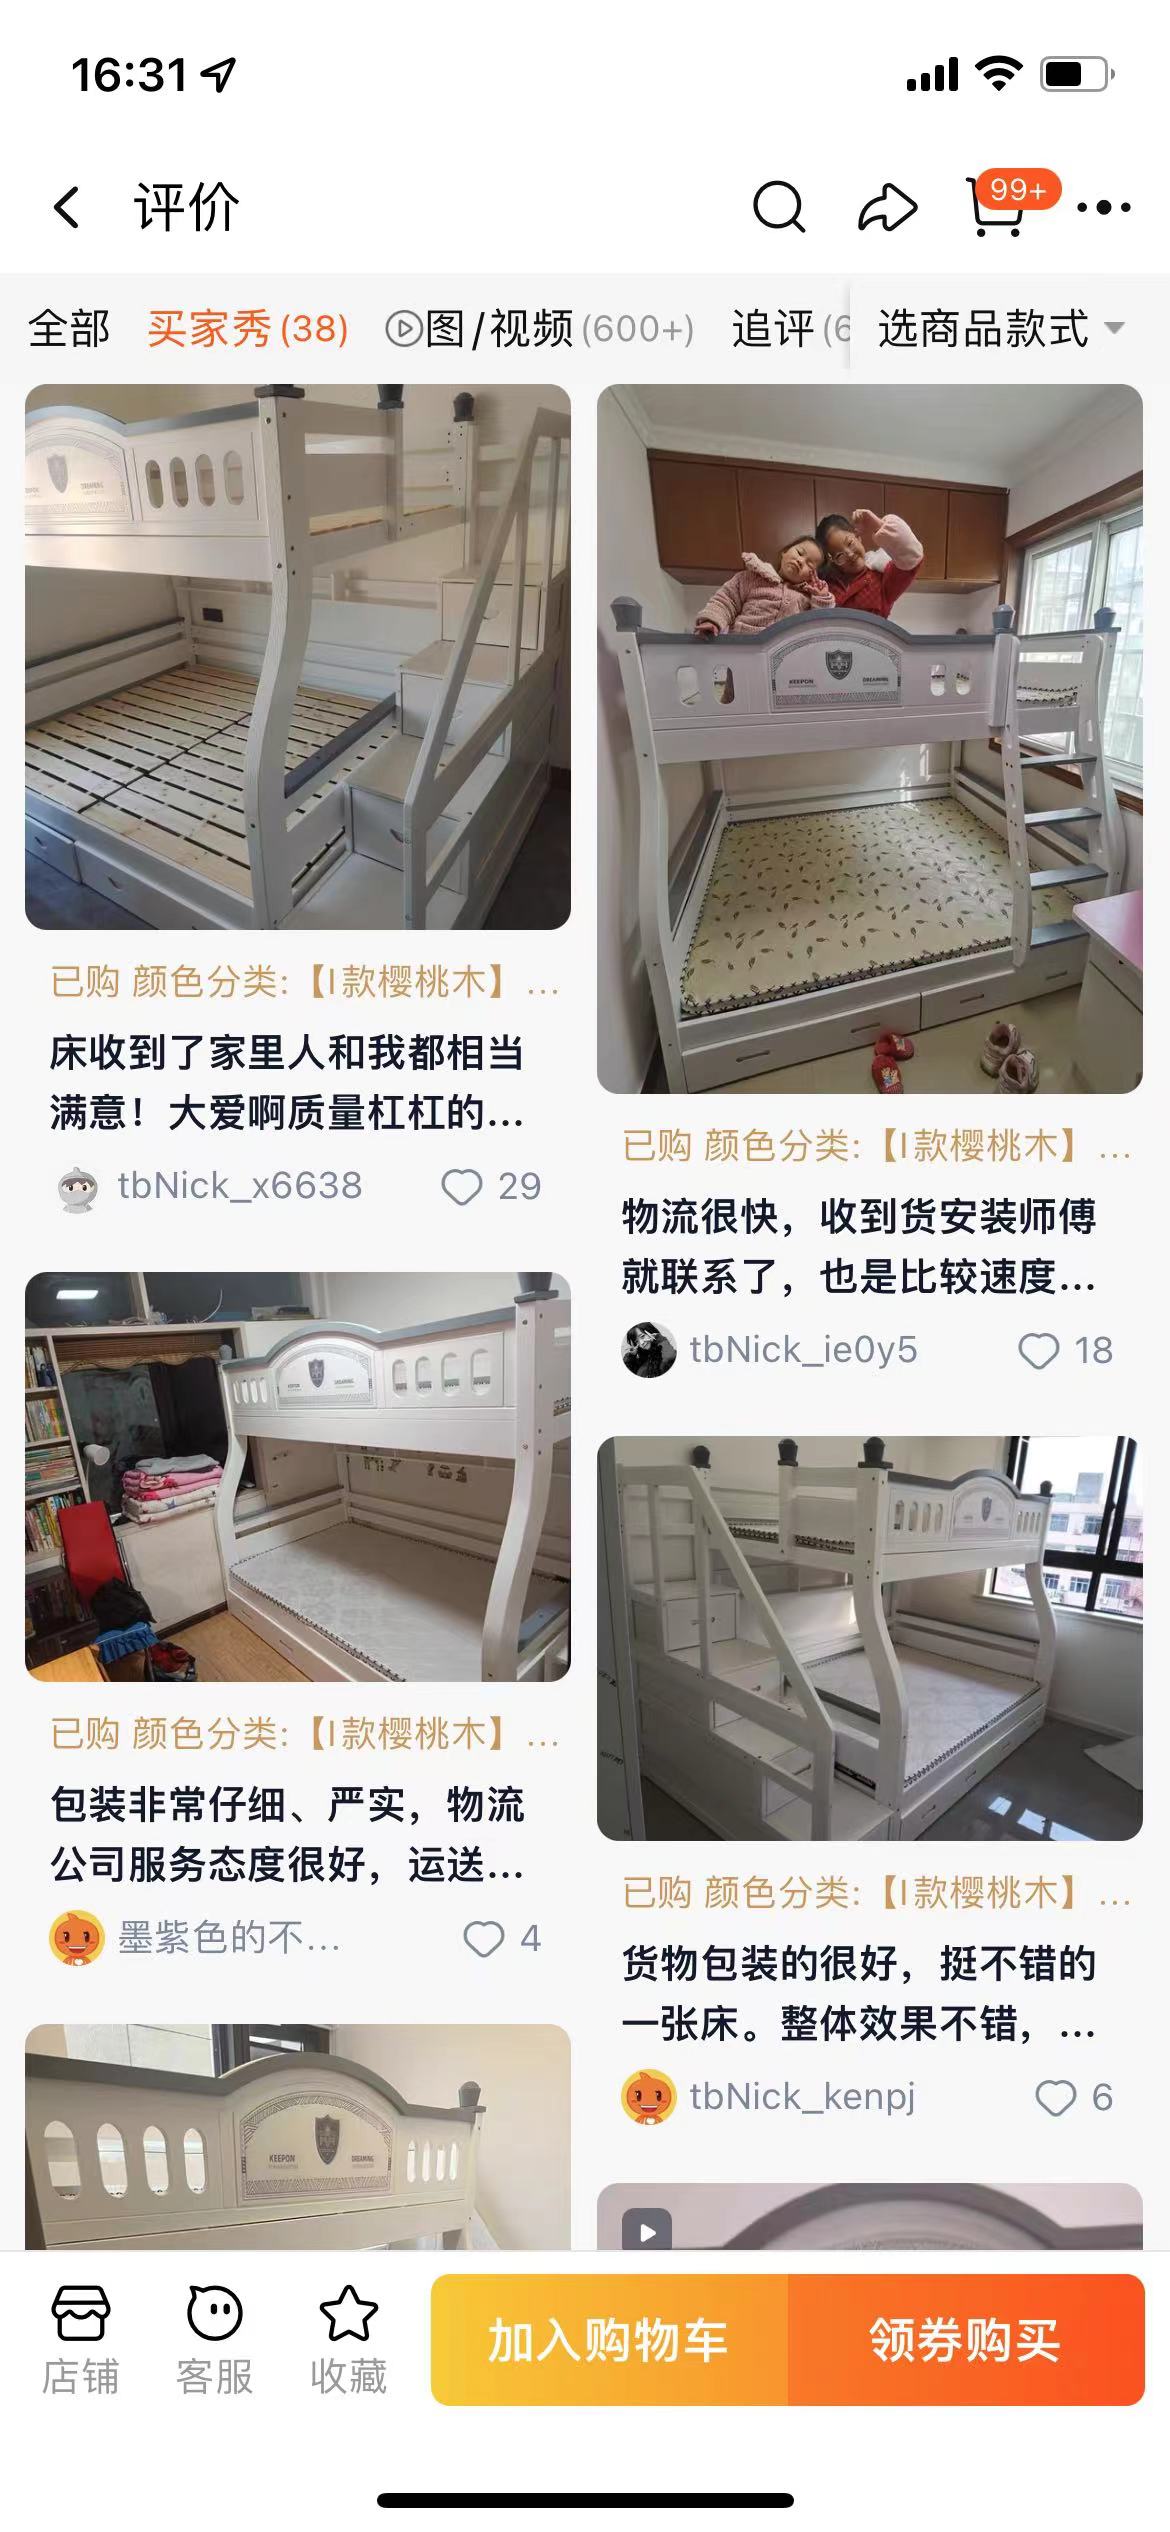 16:31
评价
99+
全部
买家秀(38)
图/视频(600+)
追评(6
选商品款式
KEEPON
DREAMING
已购 颜色分类:【I款樱桃木】...
床收到了家里人和我都相当
满意！大爱啊质量杠杠的...
tbNick_x6638
29
已购 颜色分类:【I款樱桃木】...
物流很快，收到货安装师傅
就联系了，也是比较速度...
tbNick_ie0y5
18
已购 颜色分类:【I款樱桃木】...
包装非常仔细、严实，物流
公司服务态度很好，运送...
墨紫色的不...
4
已购 颜色分类:【I款樱桃木】...
货物包装的很好，挺不错的
一张床。整体效果不错，...
tbNick_kenpj
6
KEEPON
DREAMING
店铺
客服
收藏
加入购物车
领券购买